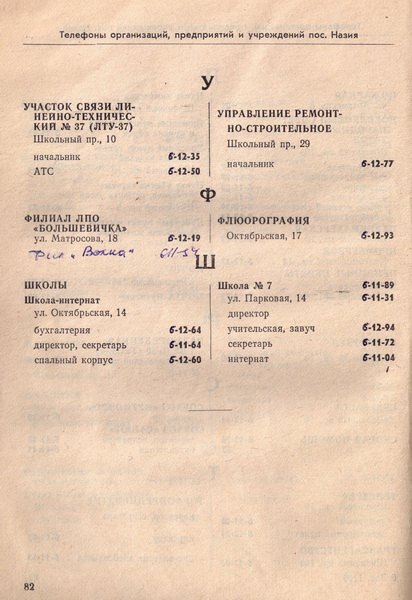 Телефоны организаций, предприятий и учреждений пос. Назия
У
УЧАСТОК СВЯЗИ ЛИ-
НЕЙНО-ТЕХНИЧЕС-
КИЙ № 37 (ЛТУ-37)
Школьный пр., 10
начальник 6-12-35
АТС 6-12-50
УПРАВЛЕНИЕ РЕМОНТ-
НО-СТРОИТЕЛЬНОЕ
Школьный пр., 29
начальник 6-12-77
Ф
ФИЛИАЛ ЛПО
«БОЛЬШЕВИЧКА»
ул. Матросова, 18 6-12-19
Фил „Волна“
ФЛЮОРОГРАФИЯ
Октябрьская, 17 6-12-93
Ш
ШКОЛЫ
Школа-интернат
ул. Октябрьская, 14
бухгалтерия 6-12-64
директор, секретарь 6-11-64
спальный корпус 6-12-60
Школа № 7 6-11-89
ул. Парковая, 14 6-11-31
директор
учительская, завуч 6-12-94
секретарь 6-11-72
интернат 6-11-04
82